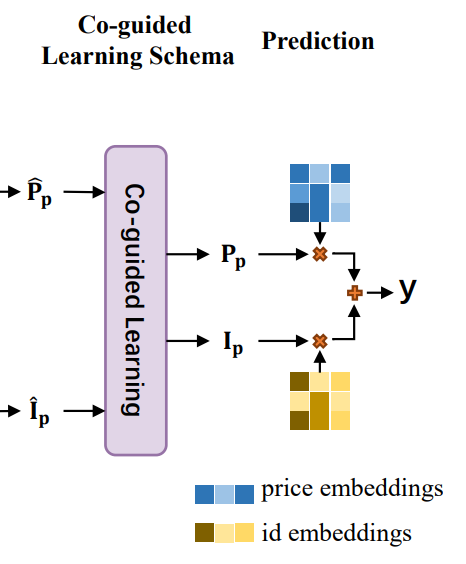 Co-guided
Learning Schema
Prediction
P̂p
Co-guided Learning
Pp
y
Ip
Îp
price embeddings
id embeddings